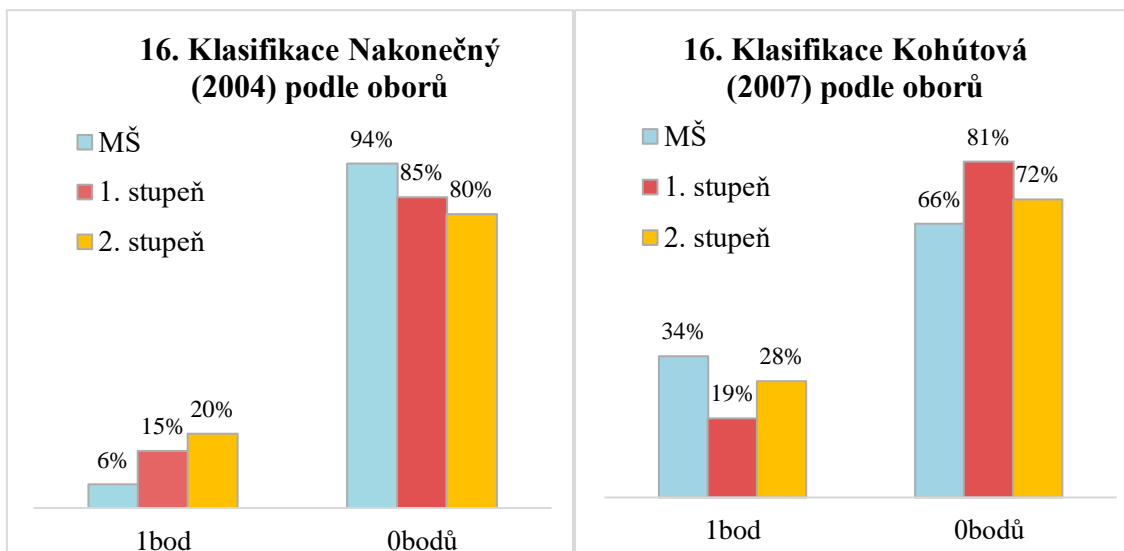 16. Klasifikace Nakonečný
(2004) podle oborů
MŠ
1. stupeň
2. stupeň
94%
85%
80%
6%
15%
20%
1bod
0bodů
16. Klasifikace Kohútová
(2007) podle oborů
MŠ
1. stupeň
2. stupeň
81%
72%
66%
34%
28%
19%
1bod
0bodů